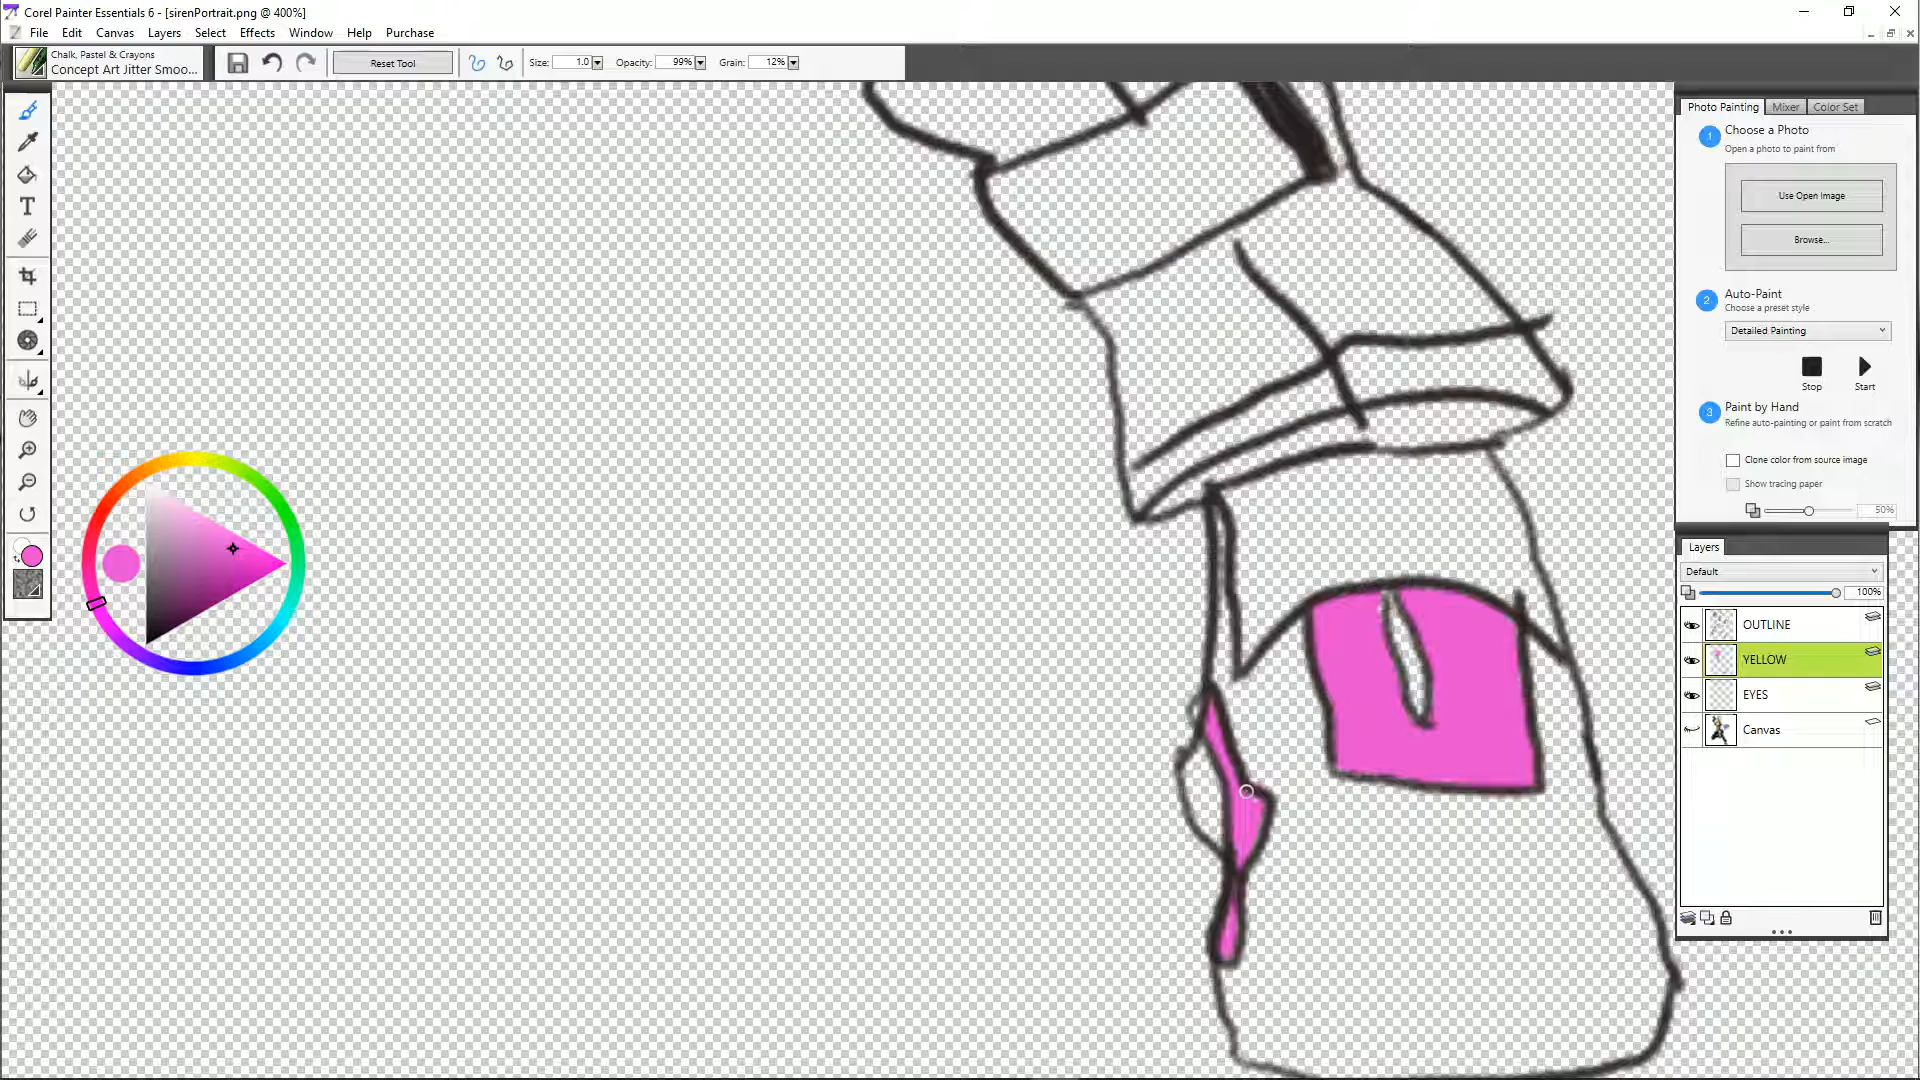 Corel Painter Essentials 6 - [sirenPortrait.png @ 400%]
File Edit Canvas Layers Select Effects Window Help Purchase
Chalk, Pastel & Crayons
Concept Art Jitter Smoo...
Reset Tool
Size: 1.0
Opacity: 99%
Grain: 12%
Photo Painting Mixer Color Set
1 Choose a Photo
Open a photo to paint from
Use Open Image
Browse...
2 Auto-Paint
Choose a preset style
Detailed Painting
Stop Start
3 Paint by Hand
Refine auto-painting or paint from scratch
Clone color from source image
Show tracing paper
50%
Layers
Default
100%
OUTLINE
YELLOW
EYES
Canvas